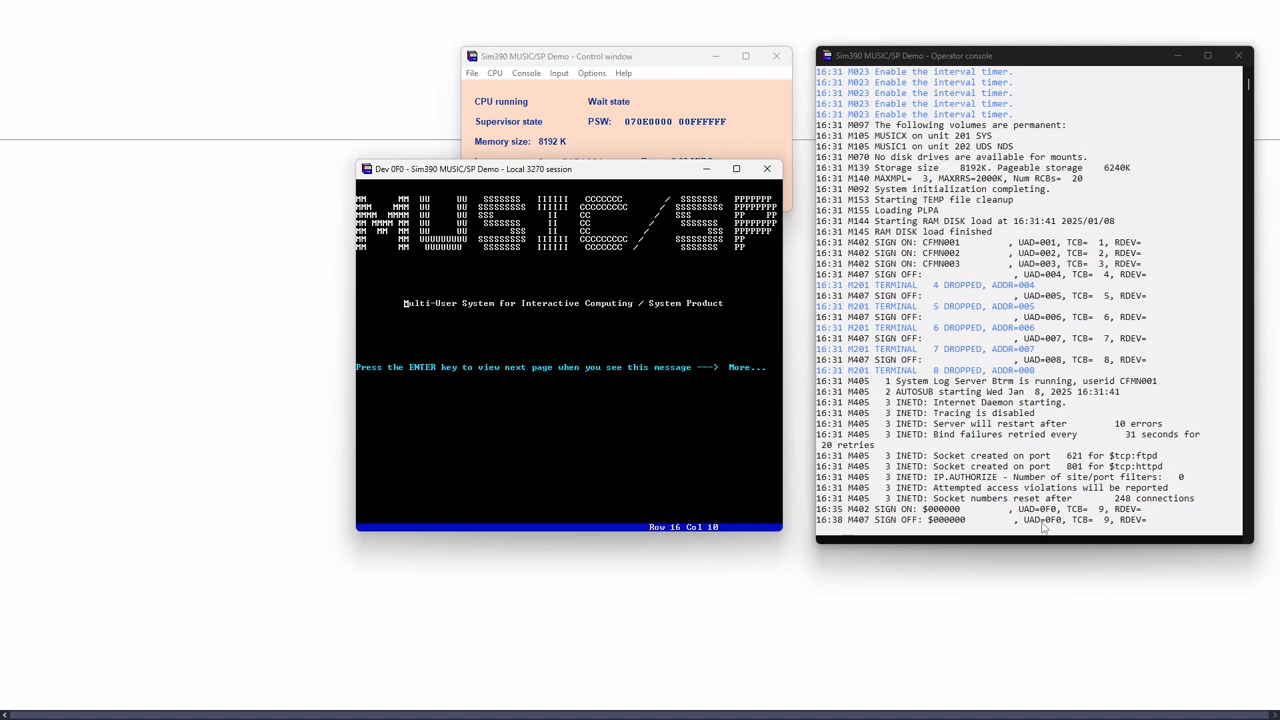 Sim390 MUSIC/SP Demo - Control window
File CPU Console Input Options Help
CPU running Wait state
Supervisor state PSW: 070E0000 00FFFFFF
Memory size: 8192 K
Dev 0F0 - Sim390 MUSIC/SP Demo - Local 3270 session
MUSIC/SP
Multi-User System for Interactive Computing / System Product
Press the ENTER key to view next page when you see this message ---> More...
Row 16 Col 10
Sim390 MUSIC/SP Demo - Operator console
16:31 M023 Enable the interval timer.
16:31 M023 Enable the interval timer.
16:31 M023 Enable the interval timer.
16:31 M023 Enable the interval timer.
16:31 M023 Enable the interval timer.
16:31 M097 The following volumes are permanent:
16:31 M105 MUSICX on unit 201 SYS
16:31 M105 MUSIC1 on unit 202 UDS NDS
16:31 M070 No disk drives are available for mounts.
16:31 M139 Storage size 8192K. Pageable storage 6240K
16:31 M140 MAXMPL= 3, MAXRRS=2000K, Num RCBs= 20
16:31 M092 System initialization completing.
16:31 M153 Starting TEMP file cleanup
16:31 M155 Loading PLPA
16:31 M144 Starting RAM DISK load at 16:31:41 2025/01/08
16:31 M145 RAM DISK load finished
16:31 M402 SIGN ON: CFMN001 , UAD=001, TCB= 1, RDEV=
16:31 M402 SIGN ON: CFMN002 , UAD=002, TCB= 2, RDEV=
16:31 M402 SIGN ON: CFMN003 , UAD=003, TCB= 3, RDEV=
16:31 M407 SIGN OFF: , UAD=004, TCB= 4, RDEV=
16:31 M201 TERMINAL 4 DROPPED, ADDR=004
16:31 M407 SIGN OFF: , UAD=005, TCB= 5, RDEV=
16:31 M201 TERMINAL 5 DROPPED, ADDR=005
16:31 M407 SIGN OFF: , UAD=006, TCB= 6, RDEV=
16:31 M201 TERMINAL 6 DROPPED, ADDR=006
16:31 M407 SIGN OFF: , UAD=007, TCB= 7, RDEV=
16:31 M201 TERMINAL 7 DROPPED, ADDR=007
16:31 M407 SIGN OFF: , UAD=008, TCB= 8, RDEV=
16:31 M201 TERMINAL 8 DROPPED, ADDR=008
16:31 M405 1 System Log Server Btrm is running, userid CFMN001
16:31 M405 2 AUTOSUB starting Wed Jan 8, 2025 16:31:41
16:31 M405 3 INETD: Internet Daemon starting.
16:31 M405 3 INETD: Tracing is disabled
16:31 M405 3 INETD: Server will restart after 10 errors
16:31 M405 3 INETD: Bind failures retried every 31 seconds for
20 retries
16:31 M405 3 INETD: Socket created on port 621 for $tcp:ftpd
16:31 M405 3 INETD: Socket created on port 801 for $tcp:httpd
16:31 M405 3 INETD: IP.AUTHORIZE - Number of site/port filters: 0
16:31 M405 3 INETD: Attempted access violations will be reported
16:31 M405 3 INETD: Socket numbers reset after 248 connections
16:35 M402 SIGN ON: $000000 , UAD=0F0, TCB= 9, RDEV=
16:38 M407 SIGN OFF: $000000 , UAD=0F0, TCB= 9, RDEV=